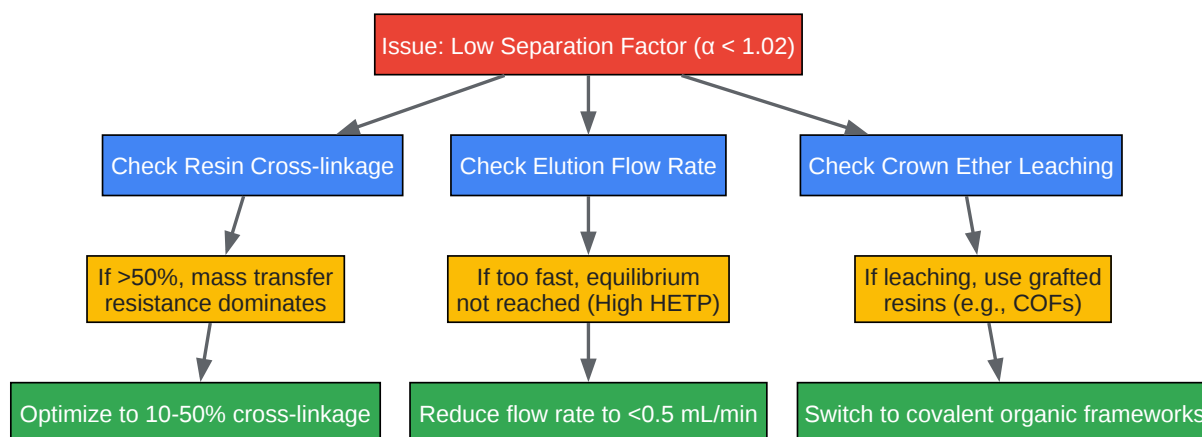 Issue: Low Separation Factor (α < 1.02)
Check Resin Cross-linkage
Check Elution Flow Rate
Check Crown Ether Leaching
If >50%, mass transfer
resistance dominates
If too fast, equilibrium
not reached (High HETP)
If leaching, use grafted
resins (e.g., COFs)
Optimize to 10-50% cross-linkage
Reduce flow rate to <0.5 mL/min
Switch to covalent organic frameworks